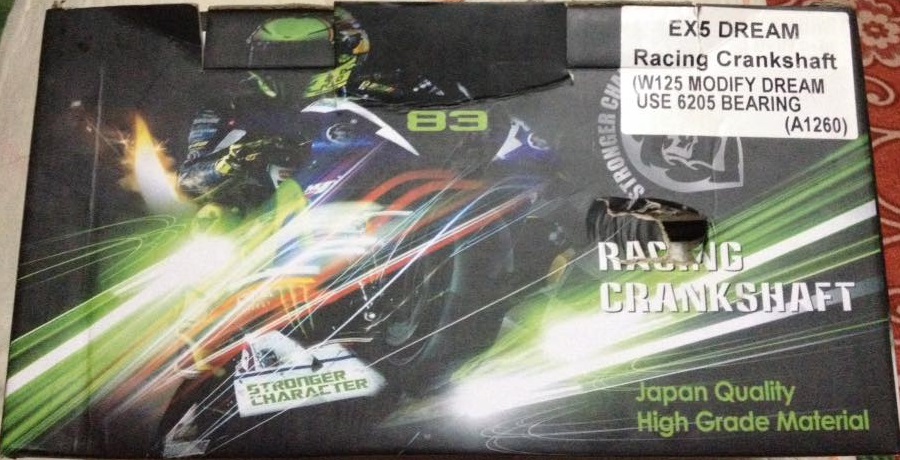 EX5 DREAM
Racing Crankshaft
(W125 MODIFY DREAM
USE 6205 BEARING
(A1260)
83
STRONGER
RACING
CRANKSHAFT
STRONGER
CHARACTER
Japan Quality
High Grade Material